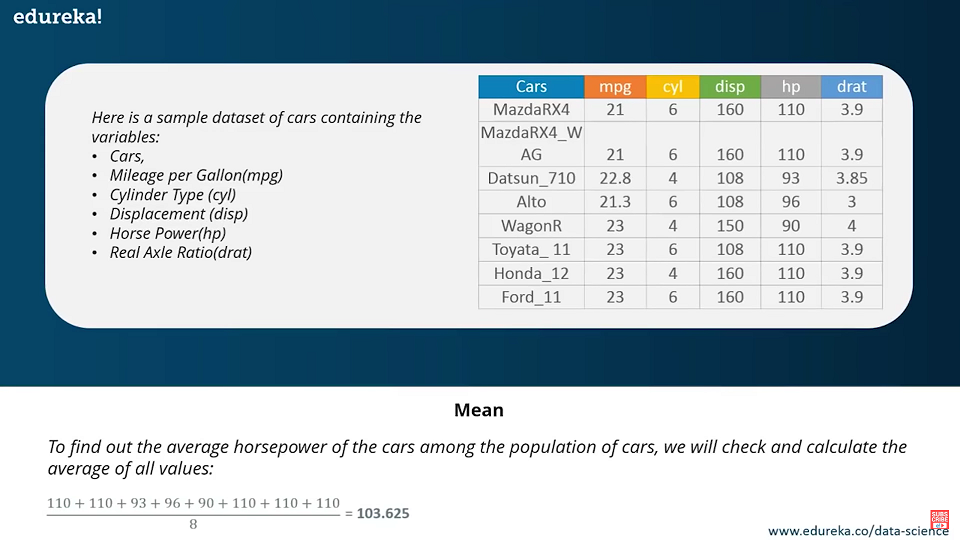 edureka!
Here is a sample dataset of cars containing the
variables:
• Cars,
• Mileage per Gallon(mpg)
• Cylinder Type (cyl)
• Displacement (disp)
• Horse Power(hp)
• Real Axle Ratio(drat)
Cars mpg cyl disp hp drat
MazdaRX4 21 6 160 110 3.9
MazdaRX4_W
AG 21 6 160 110 3.9
Datsun_710 22.8 4 108 93 3.85
Alto 21.3 6 108 96 3
WagonR 23 4 150 90 4
Toyata_ 11 23 6 108 110 3.9
Honda_12 23 4 160 110 3.9
Ford_11 23 6 160 110 3.9
Mean
To find out the average horsepower of the cars among the population of cars, we will check and calculate the
average of all values:
110 + 110 + 93 + 96 + 90 + 110 + 110 + 110
8
= 103.625
SUBS
CRIBE
www.edureka.co/data-science